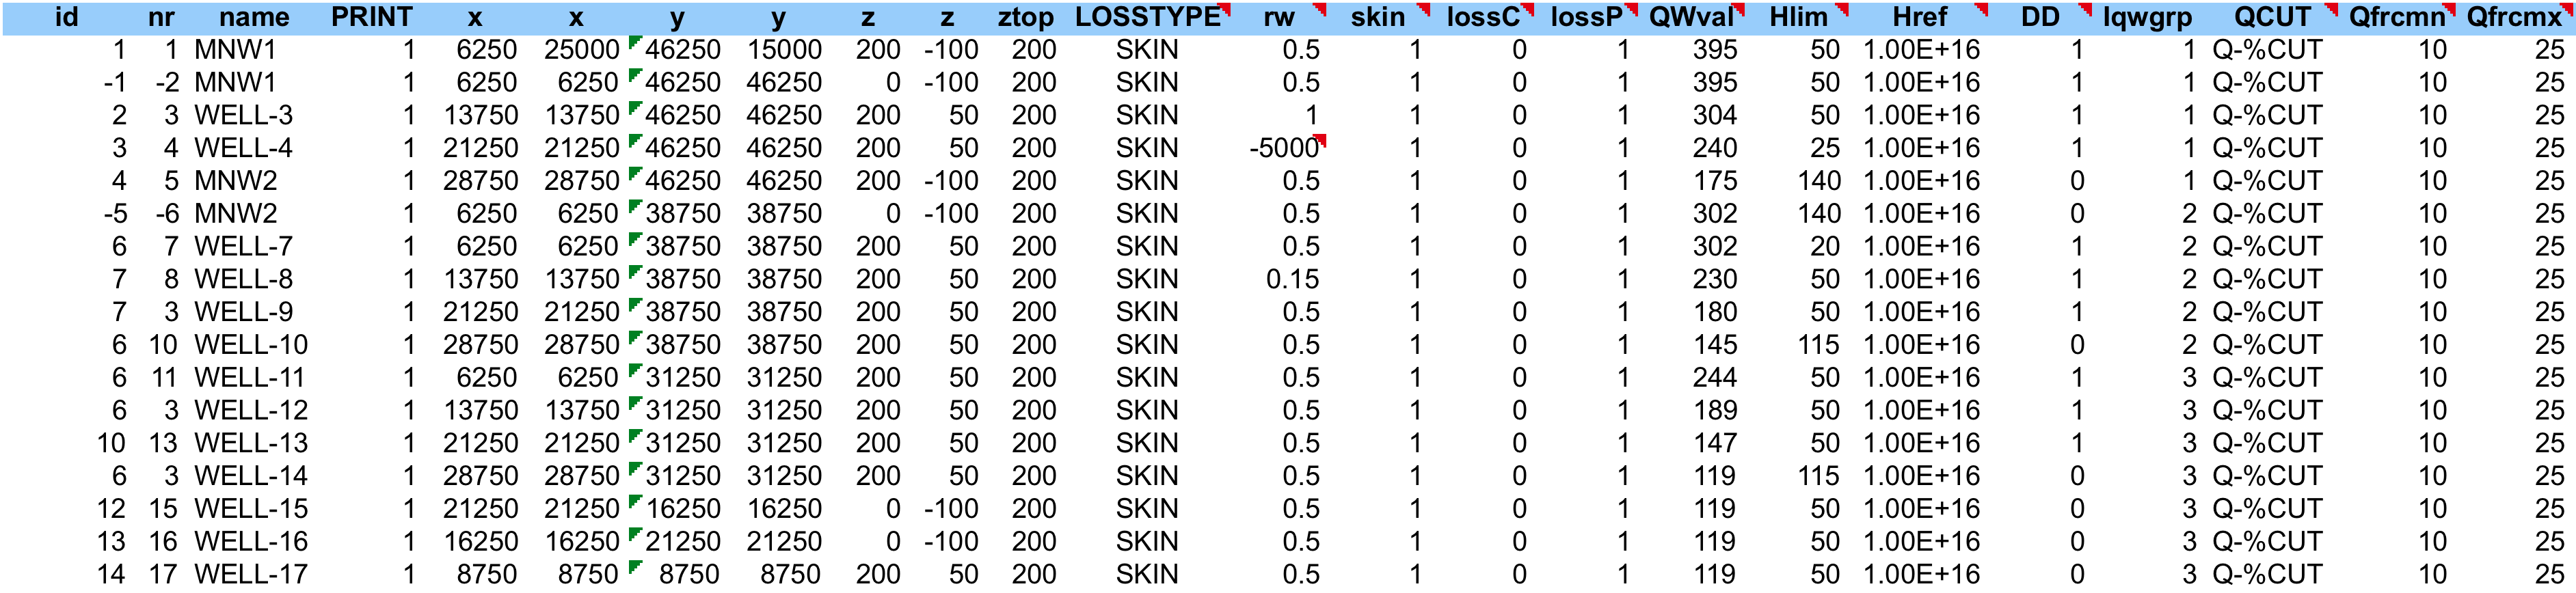 id nr name PRINT x x y y z z ztop LOSSTYPE rw skin lossC lossP QWval Hlim Href DD Iqwgrp QCUT Qfrcmn Qfrcmx
1 1 MNW1 1 6250 25000 46250 15000 200 -100 200 SKIN 0.5 1 0 1 395 50 1.00E+16 1 1 Q-%CUT 10 25
-1 -2 MNW1 1 6250 6250 46250 46250 0 -100 200 SKIN 0.5 1 0 1 395 50 1.00E+16 1 1 Q-%CUT 10 25
2 3 WELL-3 1 13750 13750 46250 46250 200 50 200 SKIN 1 1 0 1 304 50 1.00E+16 1 1 Q-%CUT 10 25
3 4 WELL-4 1 21250 21250 46250 46250 200 50 200 SKIN -5000 1 0 1 240 25 1.00E+16 1 1 Q-%CUT 10 25
4 5 MNW2 1 28750 28750 46250 46250 200 -100 200 SKIN 0.5 1 0 1 175 140 1.00E+16 0 1 Q-%CUT 10 25
-5 -6 MNW2 1 6250 6250 38750 38750 0 -100 200 SKIN 0.5 1 0 1 302 140 1.00E+16 0 2 Q-%CUT 10 25
6 7 WELL-7 1 6250 6250 38750 38750 200 50 200 SKIN 0.5 1 0 1 302 20 1.00E+16 1 2 Q-%CUT 10 25
7 8 WELL-8 1 13750 13750 38750 38750 200 50 200 SKIN 0.15 1 0 1 230 50 1.00E+16 1 2 Q-%CUT 10 25
7 3 WELL-9 1 21250 21250 38750 38750 200 50 200 SKIN 0.5 1 0 1 180 50 1.00E+16 1 2 Q-%CUT 10 25
6 10 WELL-10 1 28750 28750 38750 38750 200 50 200 SKIN 0.5 1 0 1 145 115 1.00E+16 0 2 Q-%CUT 10 25
6 11 WELL-11 1 6250 6250 31250 31250 200 50 200 SKIN 0.5 1 0 1 244 50 1.00E+16 1 3 Q-%CUT 10 25
6 3 WELL-12 1 13750 13750 31250 31250 200 50 200 SKIN 0.5 1 0 1 189 50 1.00E+16 1 3 Q-%CUT 10 25
10 13 WELL-13 1 21250 21250 31250 31250 200 50 200 SKIN 0.5 1 0 1 147 50 1.00E+16 1 3 Q-%CUT 10 25
6 3 WELL-14 1 28750 28750 31250 31250 200 50 200 SKIN 0.5 1 0 1 119 115 1.00E+16 0 3 Q-%CUT 10 25
12 15 WELL-15 1 21250 21250 16250 16250 0 -100 200 SKIN 0.5 1 0 1 119 50 1.00E+16 0 3 Q-%CUT 10 25
13 16 WELL-16 1 16250 16250 21250 21250 0 -100 200 SKIN 0.5 1 0 1 119 50 1.00E+16 0 3 Q-%CUT 10 25
14 17 WELL-17 1 8750 8750 8750 8750 200 50 200 SKIN 0.5 1 0 1 119 50 1.00E+16 0 3 Q-%CUT 10 25